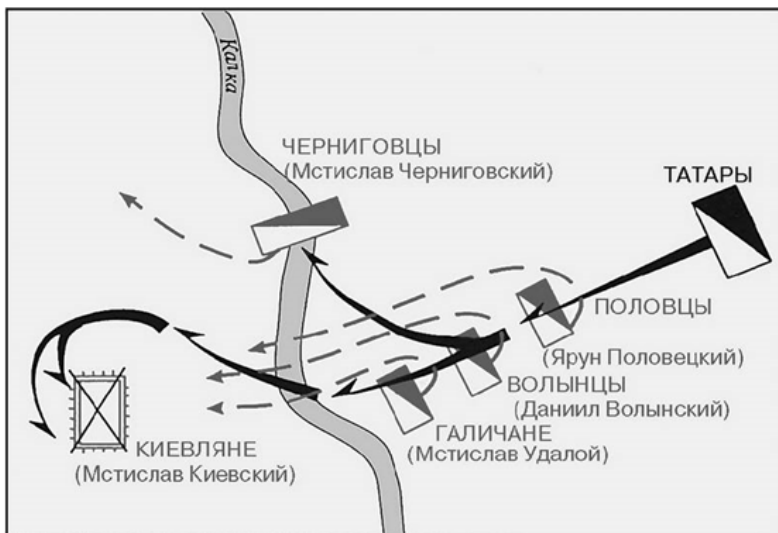 Калка
ЧЕРНИГОВЦЫ
(Мстислав Черниговский)
ТАТАРЫ
ПОЛОВЦЫ
(Ярун Половецкий)
ВОЛЫНЦЫ
(Даниил Волынский)
ГАЛИЧАНЕ
(Мстислав Удалой)
КИЕВЛЯНЕ
(Мстислав Киевский)